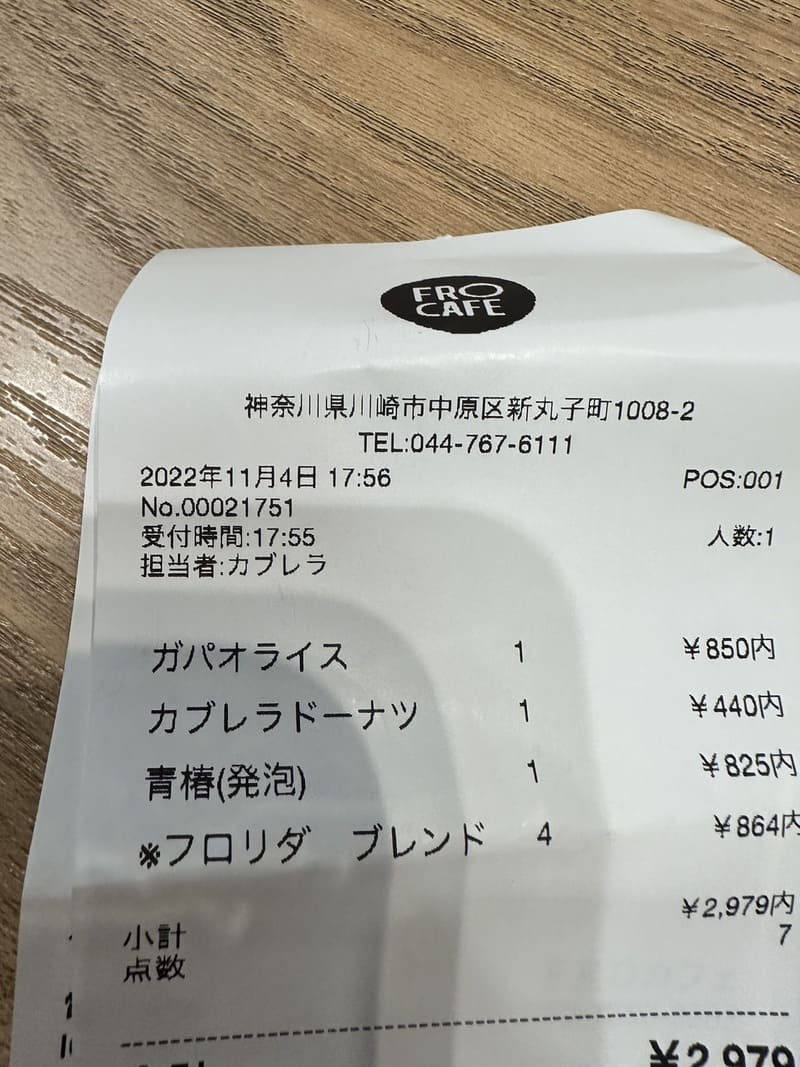 FRO
CAFE
神奈川県川崎市中原区新丸子町1008-2
TEL:044-767-6111
2022年11月4日 17:56 POS:001
No.00021751
受付時間:17:55 人数:1
担当者:カブレラ
ガパオライス 1 ¥850内
カブレラドーナツ 1 ¥440内
青椿(発泡) 1 ¥825内
※フロリダ ブレンド 4 ¥864内
小計 ¥2,979内
点数 7
¥2,979